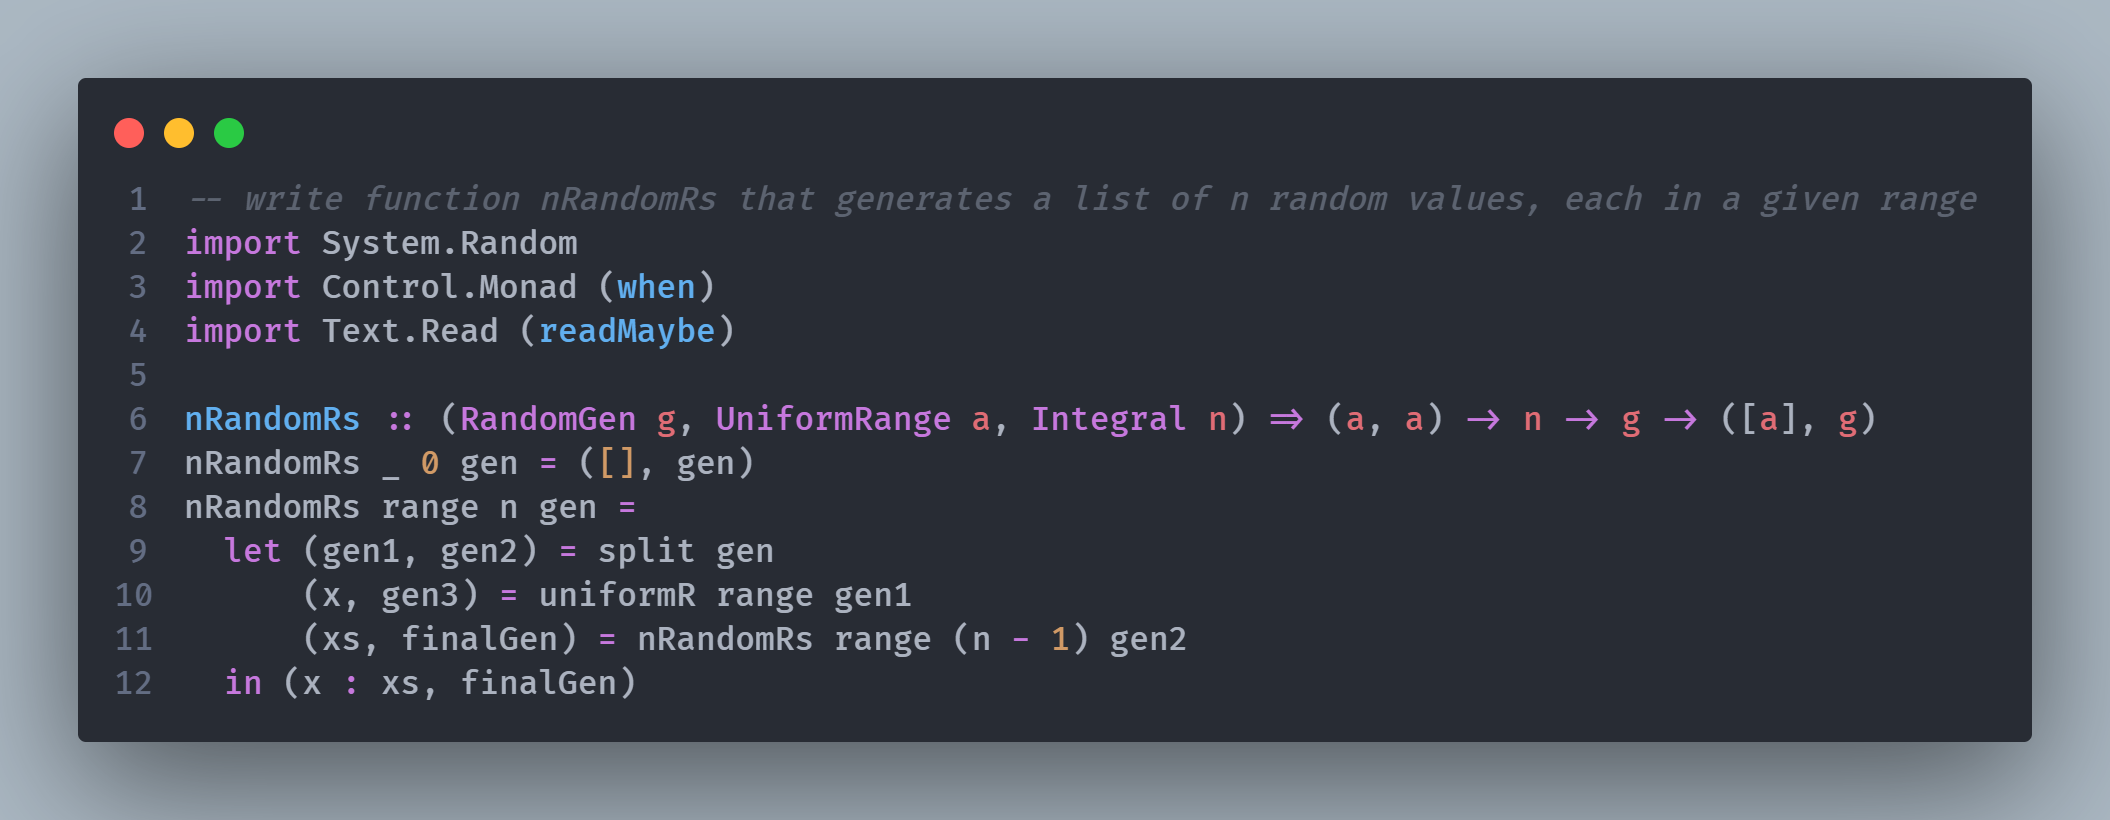 1 -- write function nRandomRs that generates a list of n random values, each in a given range
2 import System.Random
3 import Control.Monad (when)
4 import Text.Read (readMaybe)
5
6 nRandomRs :: (RandomGen g, UniformRange a, Integral n) => (a, a) -> n -> g -> ([a], g)
7 nRandomRs _ 0 gen = ([], gen)
8 nRandomRs range n gen =
9   let (gen1, gen2) = split gen
10       (x, gen3) = uniformR range gen1
11       (xs, finalGen) = nRandomRs range (n - 1) gen2
12   in (x : xs, finalGen)